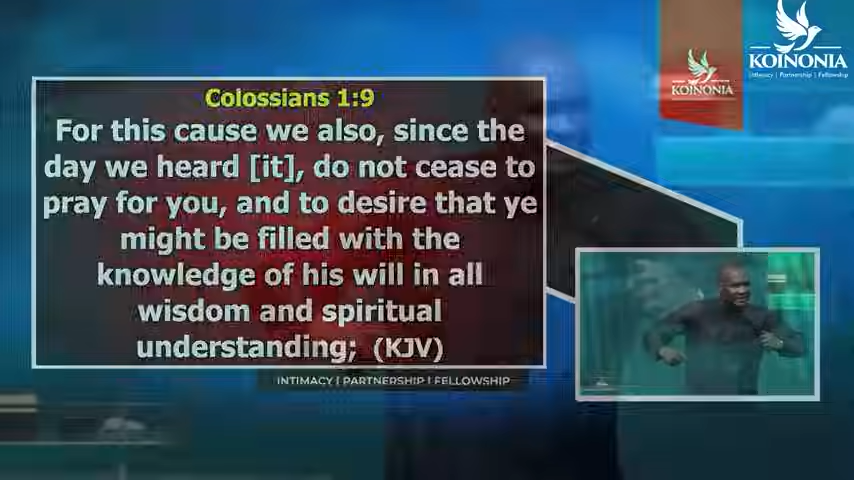 Colossians 1:9
For this cause we also, since the
day we heard [it], do not cease to
pray for you, and to desire that ye
might be filled with the
knowledge of his will in all
wisdom and spiritual
understanding; (KJV)
INTIMACY | PARTNERSHIP | FELLOWSHIP
KOINONIA
KOINONIA
Intimacy | Partnership | Fellowship